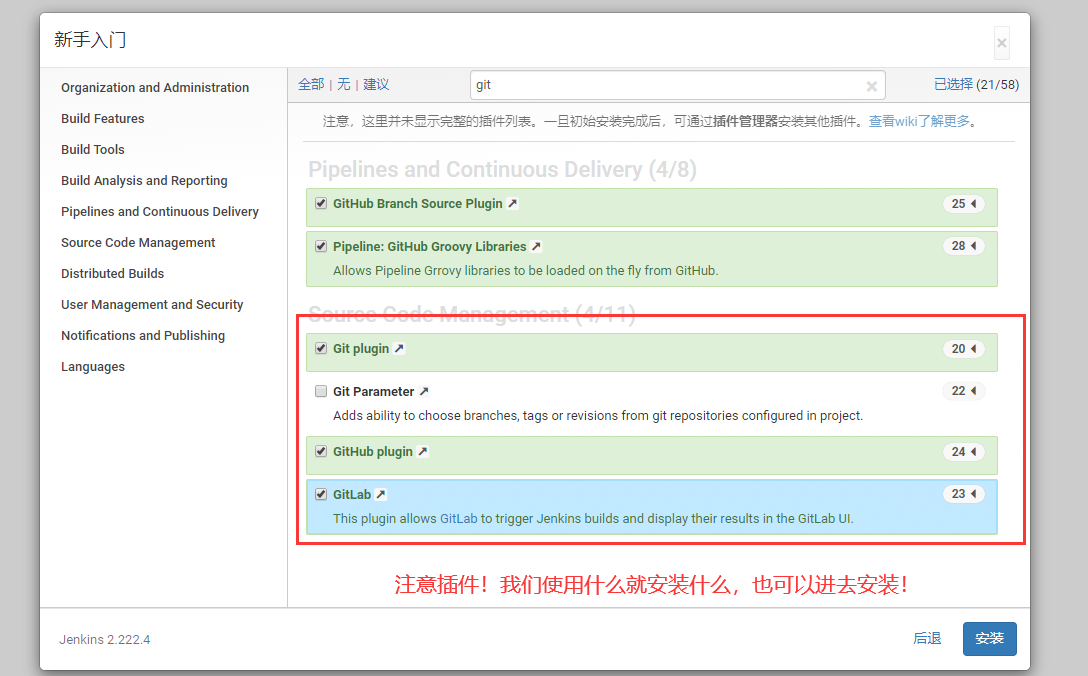 新手入门
×
Organization and Administration
Build Features
Build Tools
Build Analysis and Reporting
Pipelines and Continuous Delivery
Source Code Management
Distributed Builds
User Management and Security
Notifications and Publishing
Languages
全部 | 无 | 建议
git
×
已选择 (21/58)
注意，这里并未显示完整的插件列表。一旦初始安装完成后，可通过插件管理器安装其他插件。查看wiki了解更多。
Pipelines and Continuous Delivery (4/8)
GitHub Branch Source Plugin 25
Pipeline: GitHub Groovy Libraries 28
Allows Pipeline Grrovy libraries to be loaded on the fly from GitHub.
Source Code Management (4/11)
Git plugin 20
Git Parameter 22
Adds ability to choose branches, tags or revisions from git repositories configured in project.
GitHub plugin 24
GitLab 23
This plugin allows GitLab to trigger Jenkins builds and display their results in the GitLab UI.
注意插件！我们使用什么就安装什么，也可以进去安装！
Jenkins 2.222.4
后退
安装